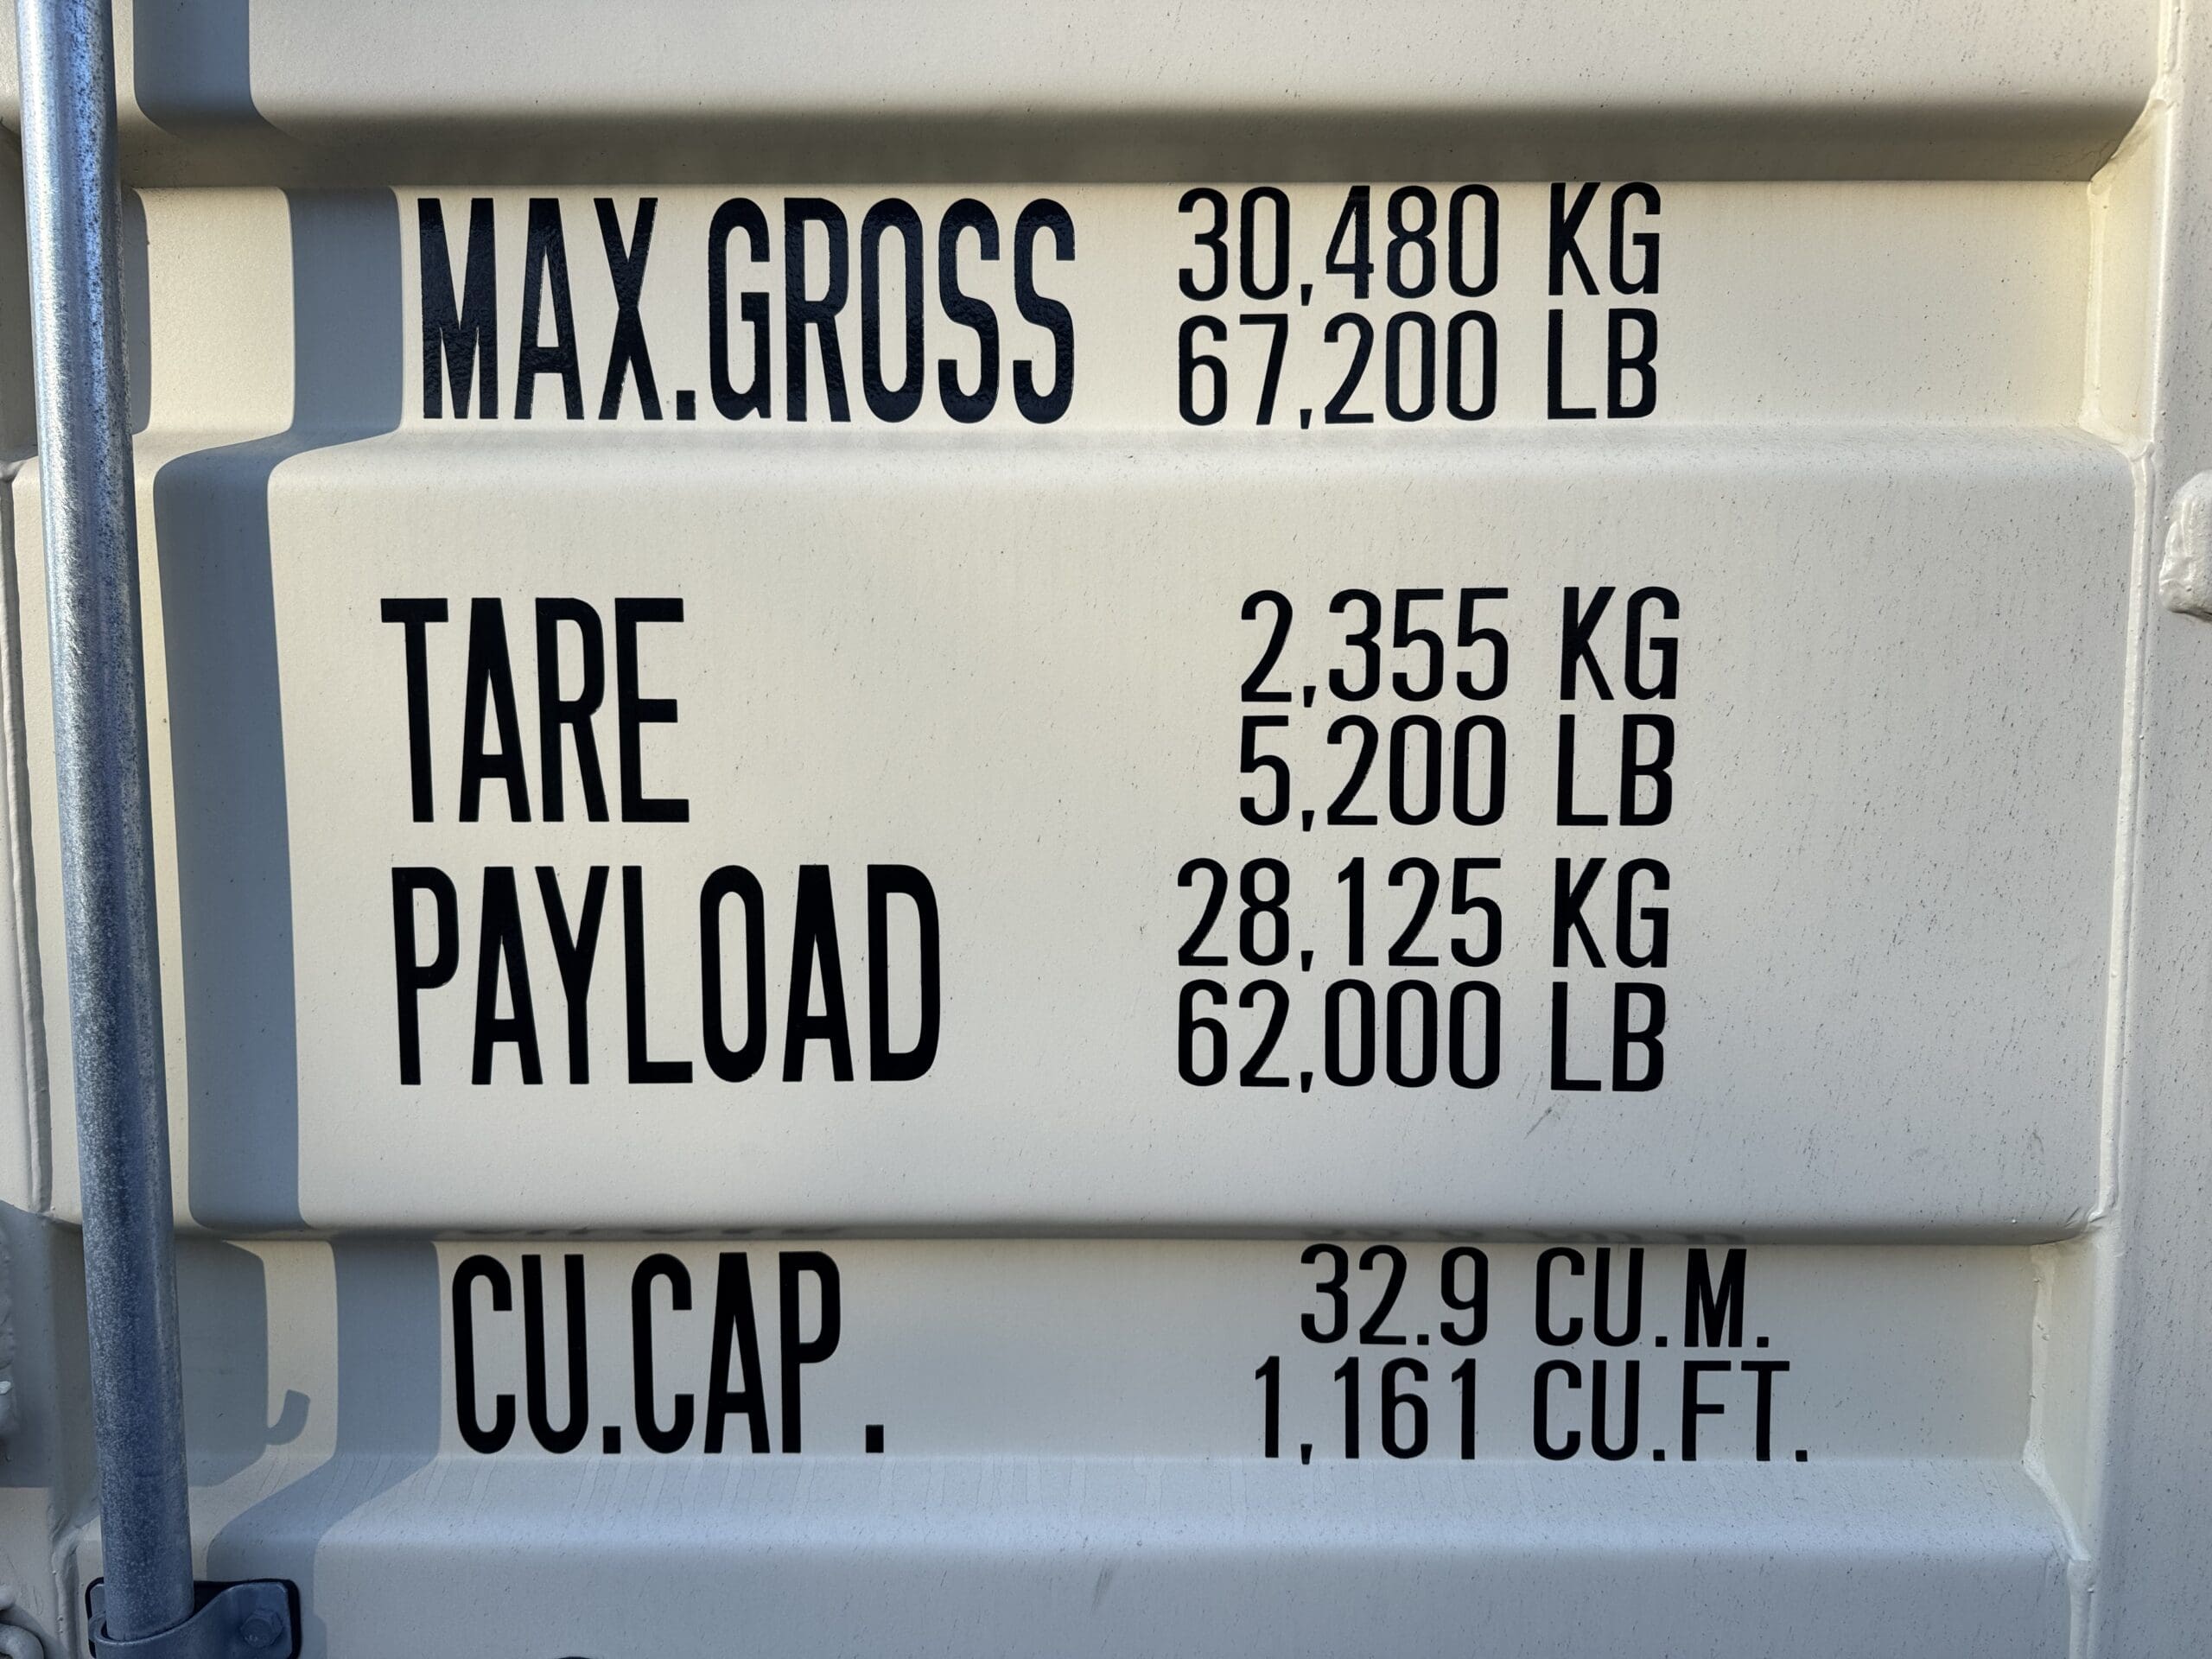 MAX.GROSS 30,480 KG
67,200 LB
TARE 2,355 KG
5,200 LB
PAYLOAD 28,125 KG
62,000 LB
CU.CAP. 32.9 CU.M.
1,161 CU.FT.